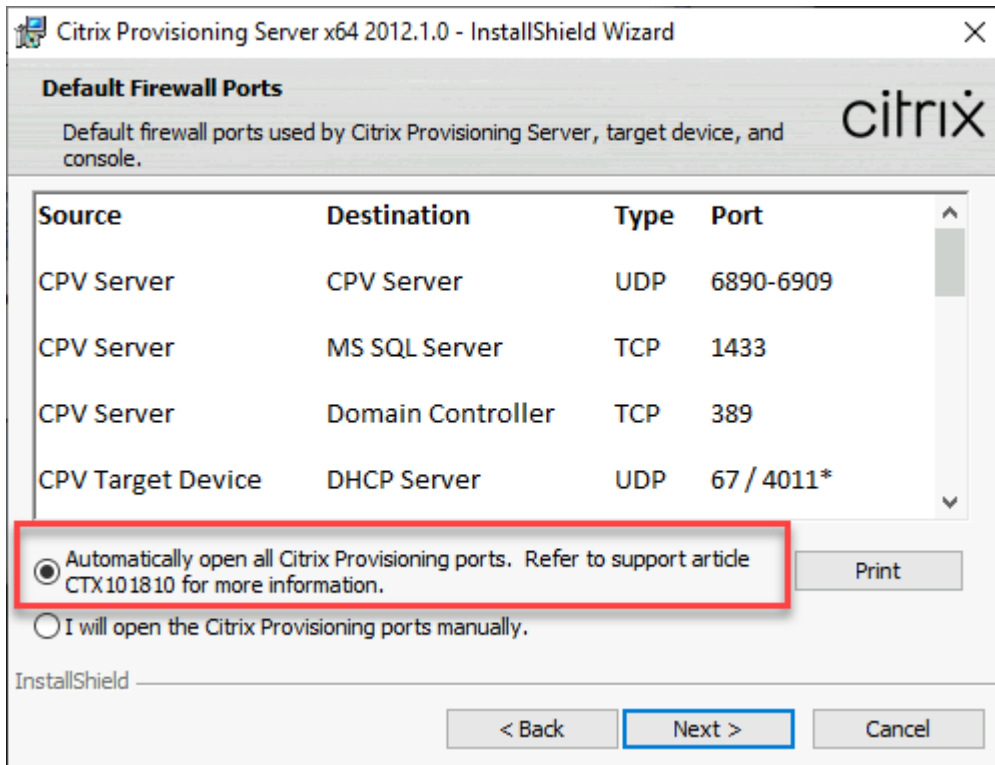 Citrix Provisioning Server x64 2012.1.0 - InstallShield Wizard
Default Firewall Ports
Default firewall ports used by Citrix Provisioning Server, target device, and
console.
citrix
Source Destination Type Port
CPV Server CPV Server UDP 6890-6909
CPV Server MS SQL Server TCP 1433
CPV Server Domain Controller TCP 389
CPV Target Device DHCP Server UDP 67 / 4011*
Automatically open all Citrix Provisioning ports. Refer to support article
CTX101810 for more information.
Print
I will open the Citrix Provisioning ports manually.
InstallShield
< Back Next > Cancel